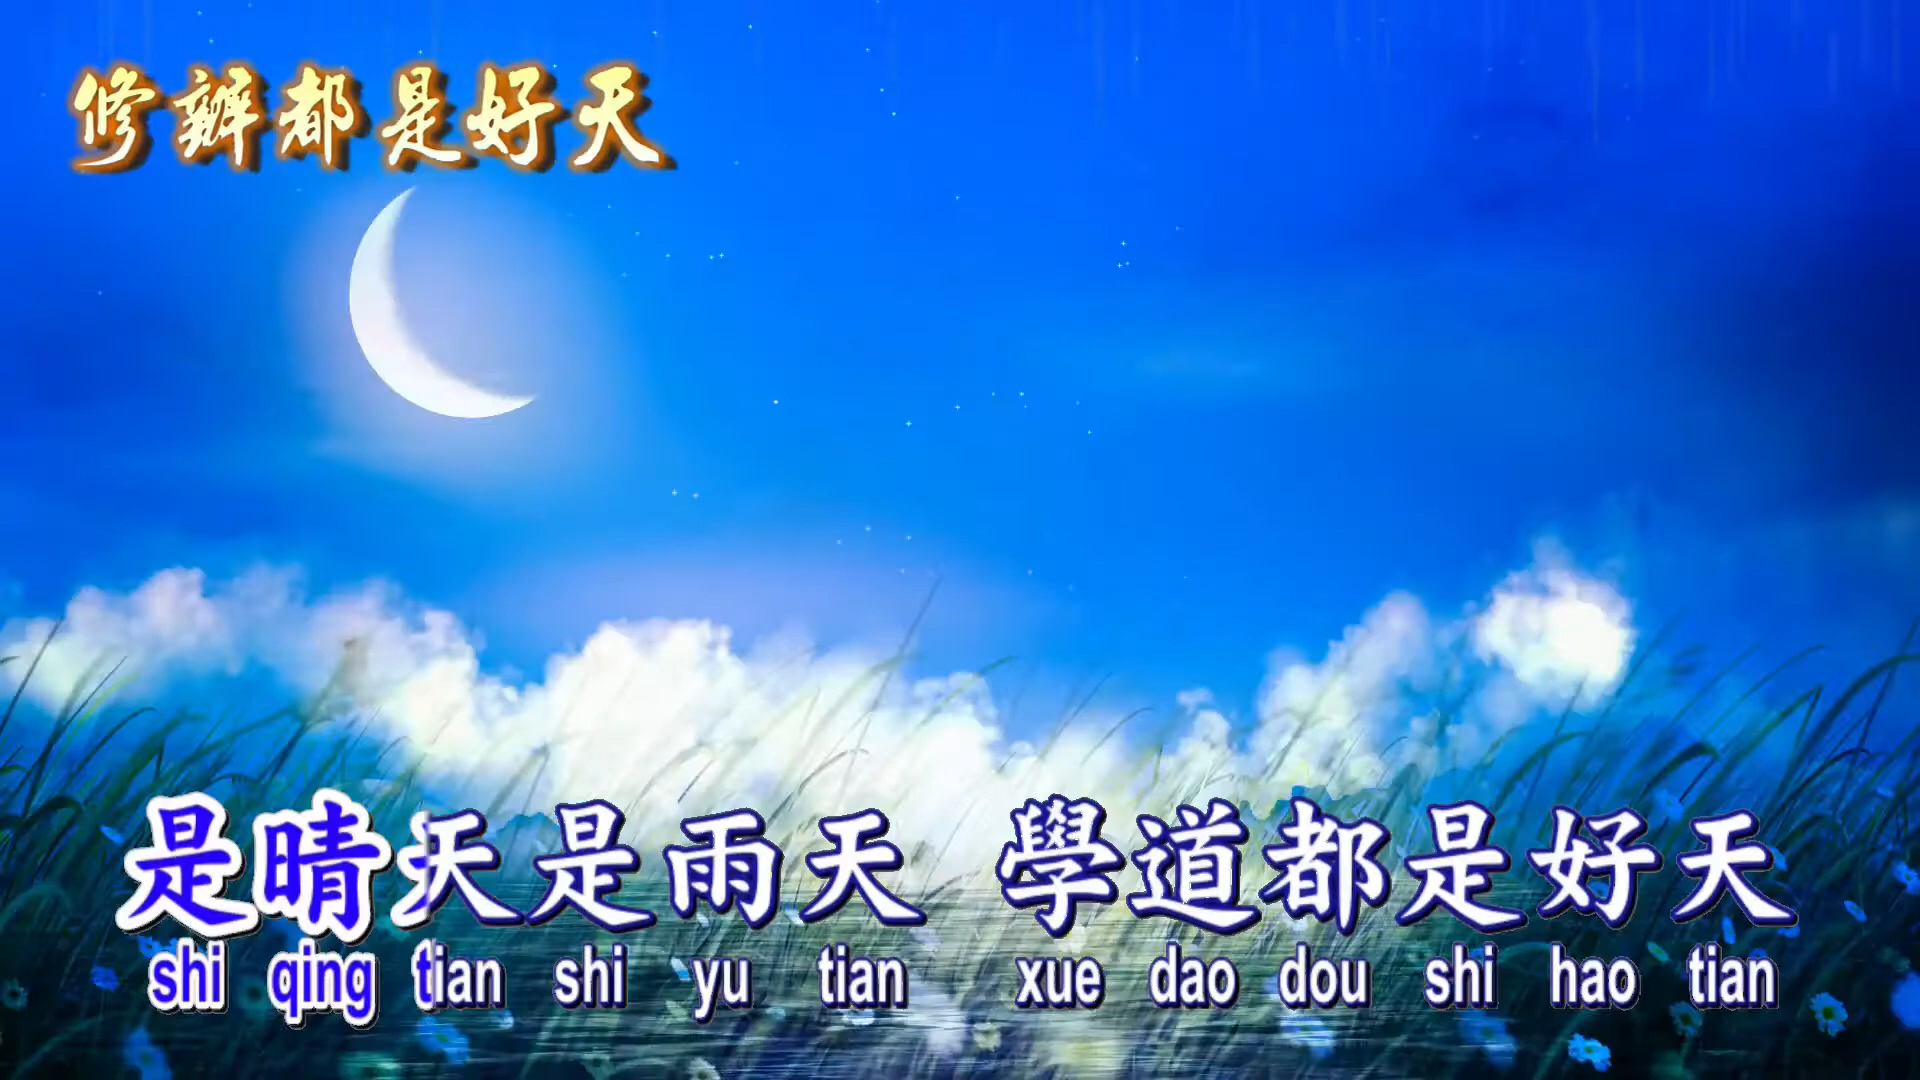 修辦都是好天
是晴天是雨天 學道都是好天
shi qing tian shi yu tian xue dao dou shi hao tian